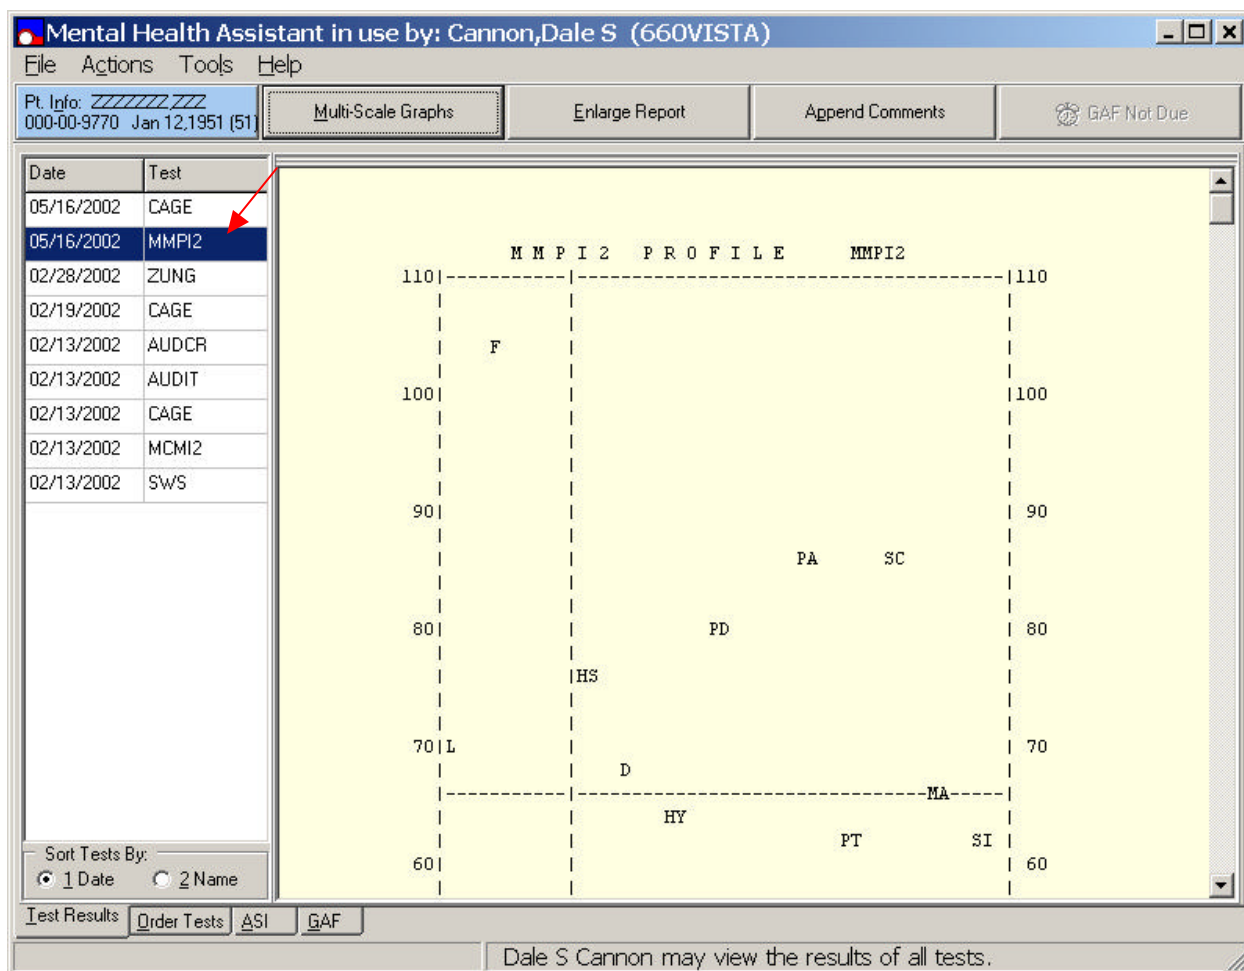 Mental Health Assistant in use by: Cannon,Dale S (660VISTA)
File Actions Tools Help
Pt. Info: ZZZZZZZ,ZZZ
000-00-9770 Jan 12,1951 (51)
Multi-Scale Graphs
Enlarge Report
Append Comments
GAF Not Due
Date Test
05/16/2002 CAGE
05/16/2002 MMPI2
02/28/2002 ZUNG
02/19/2002 CAGE
02/13/2002 AUDCR
02/13/2002 AUDIT
02/13/2002 CAGE
02/13/2002 MCMI2
02/13/2002 SWS
M M P I 2 P R O F I L E MMPI2
110|-----------|---------------------------------------|110
F
100| |100
90| | 90
PA SC
80| PD | 80
|HS
70|L | 70
D
|-----------|--------------------------------MA-----|
HY
PT SI
60| | 60
Sort Tests By:
1 Date 2 Name
Test Results Order Tests ASI GAF
Dale S Cannon may view the results of all tests.